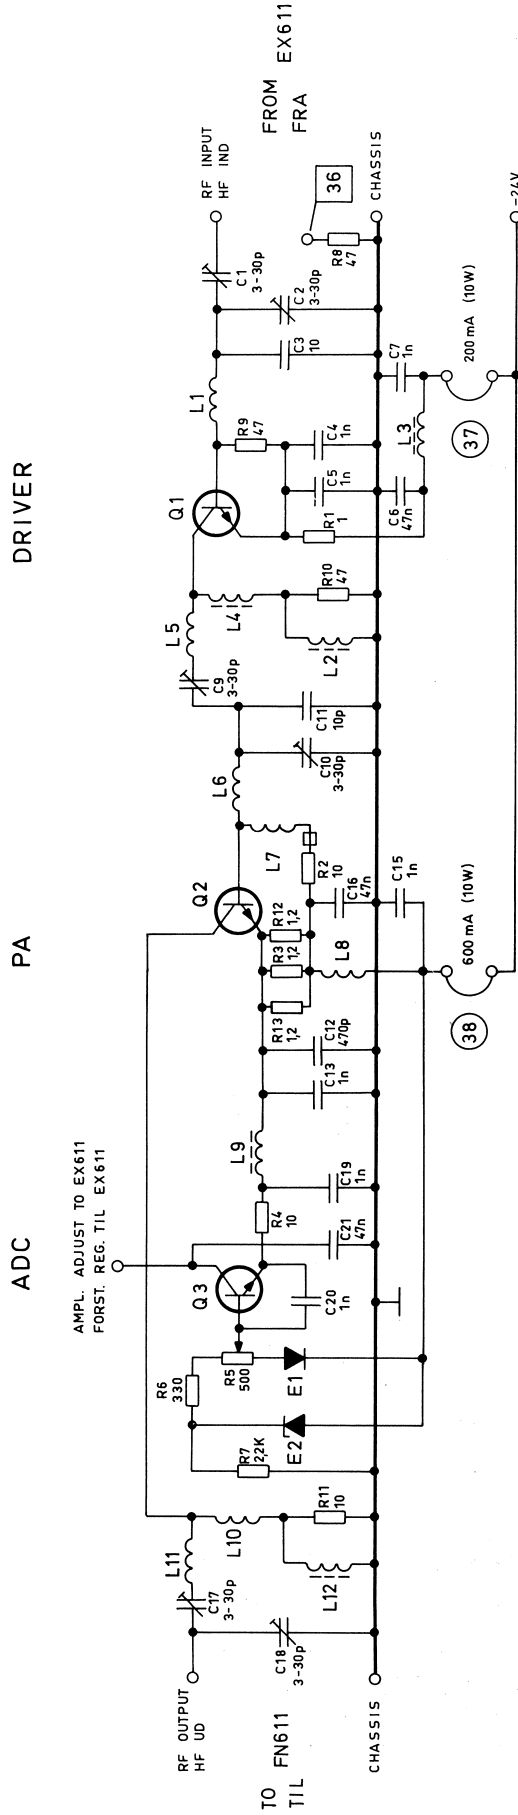 DRIVER
PA
ADC
FROM EX611
FRA
RF INPUT
HF IND
36
CHASSIS
R8
47
C1
3-30p
C2
3-30p
C3
10
L1
R9
47
C4
1n
C5
1n
R1
1
C7
1n
L3
C6
47n
200 mA (10W)
37
-24V
Q1
L5
L4
R10
47
L2
C9
3-30p
C11
10p
C10
3-30p
L6
L7
R2
10
C16
47n
C15
1n
Q2
R12
1,2
R3
1,2
R13
1,2
L8
600 mA (10W)
38
C12
470p
C13
1n
L9
C19
1n
R4
10
C21
47n
AMPL. ADJUST TO EX611
FORST. REG. TIL EX611
Q3
C20
1n
R6
330
R5
500
E1
E2
R7
2,2K
L11
L10
R11
10
L12
C17
3-30p
C18
3-30p
RF OUTPUT
HF UD
TO FN611
TIL
CHASSIS